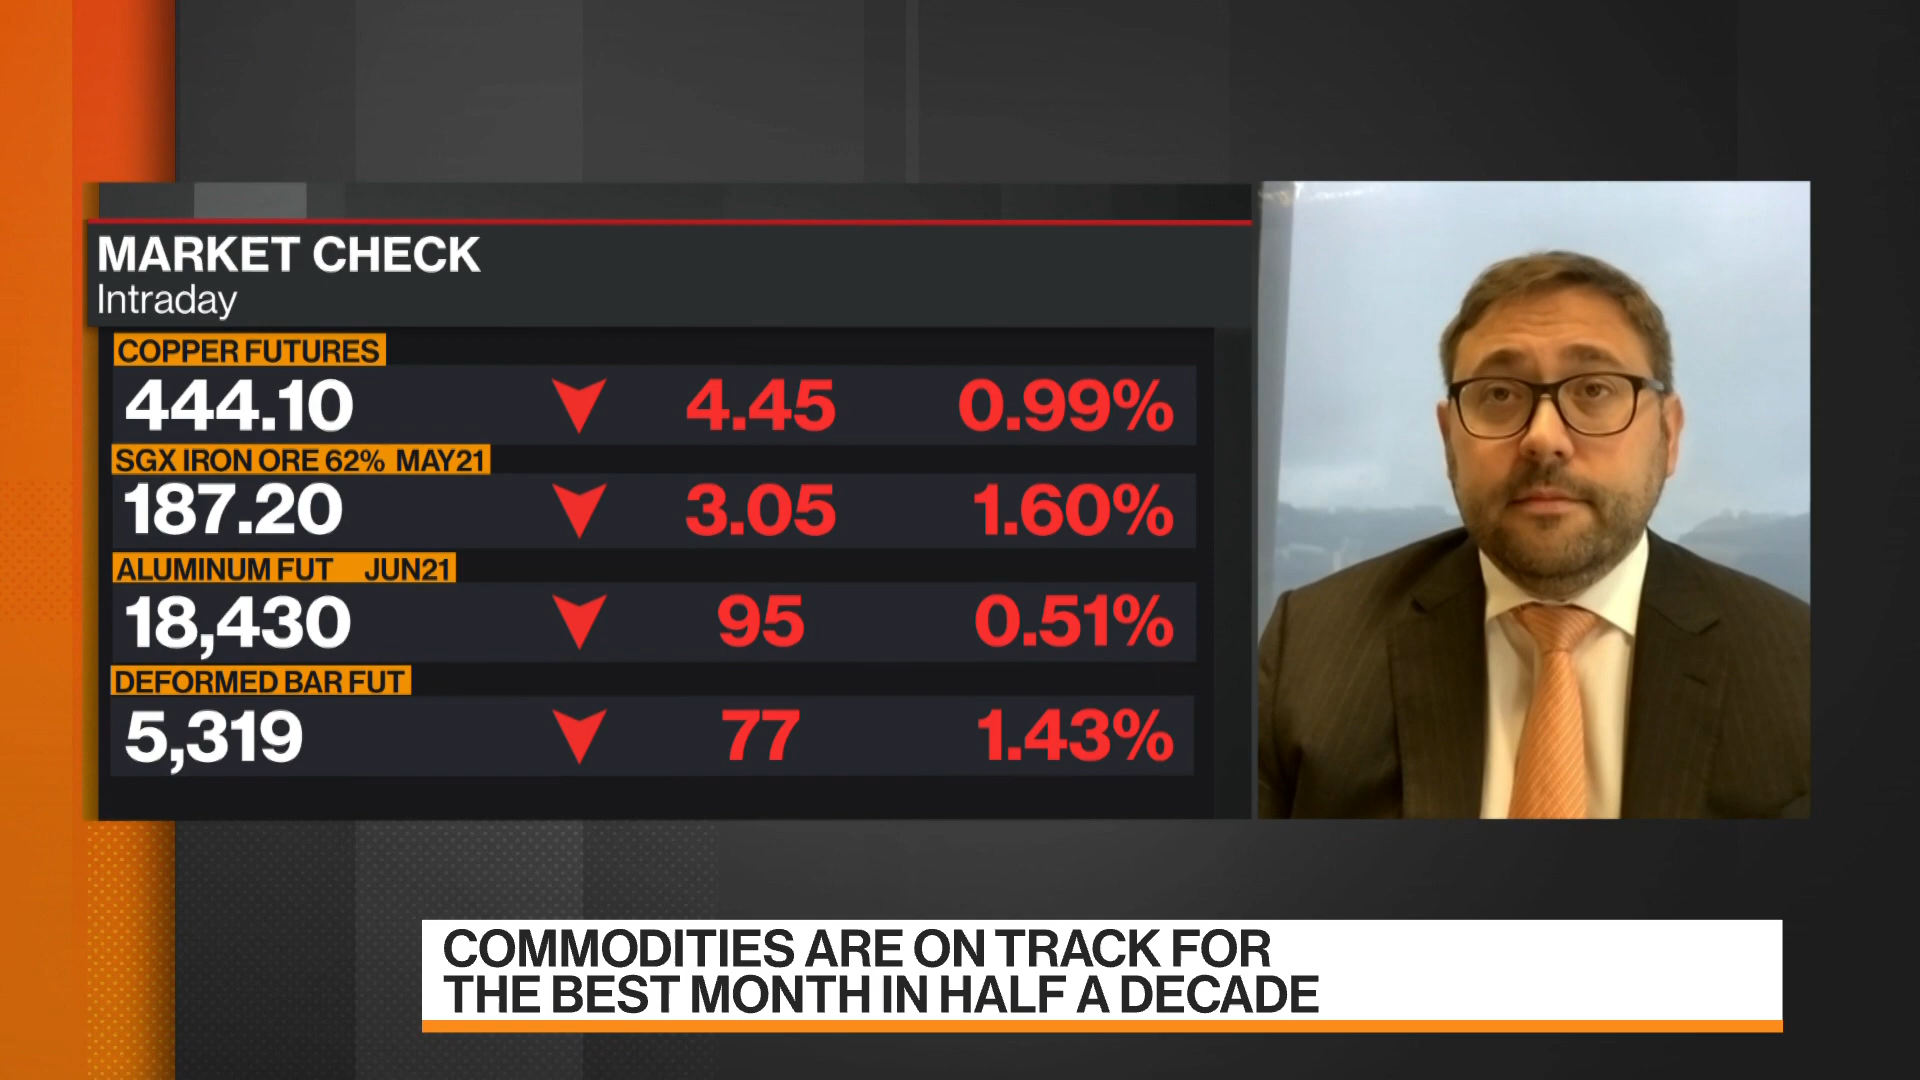 MARKET CHECK
Intraday
COPPER FUTURES
444.10 4.45 0.99%
SGX IRON ORE 62% MAY21
187.20 3.05 1.60%
ALUMINUM FUT JUN21
18,430 95 0.51%
DEFORMED BAR FUT
5,319 77 1.43%
COMMODITIES ARE ON TRACK FOR
THE BEST MONTH IN HALF A DECADE